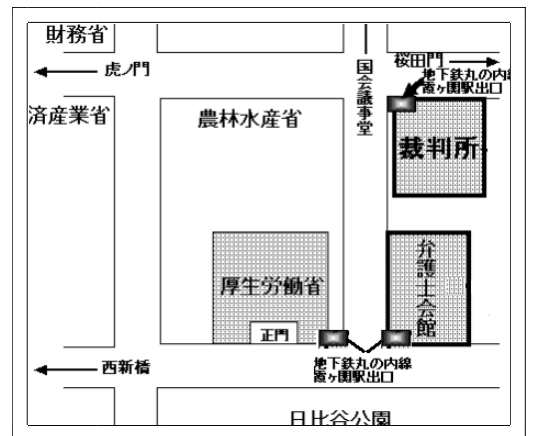 財務省
虎ノ門
国会議事堂
桜田門
地下鉄丸の内線
霞ヶ関駅出口
済産業省
農林水産省
裁判所
厚生労働省
正門
弁護士会館
西新橋
地下鉄丸の内線
霞ヶ関駅出口
日比谷公園